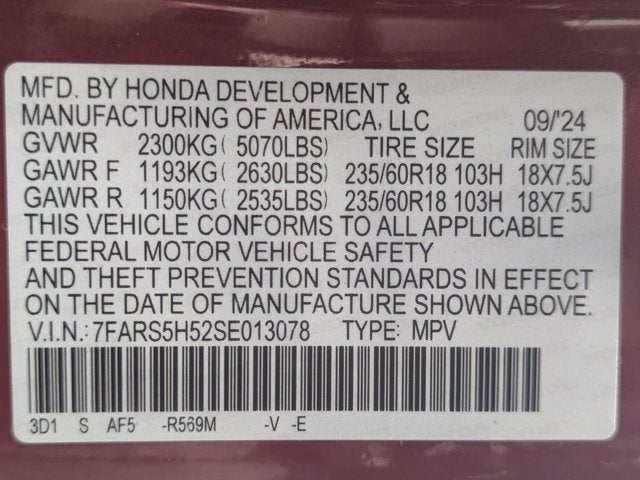 MFD. BY HONDA DEVELOPMENT &
MANUFACTURING OF AMERICA, LLC 09/'24
GVWR 2300KG( 5070LBS) TIRE SIZE RIM SIZE
GAWR F 1193KG( 2630LBS) 235/60R18 103H 18X7.5J
GAWR R 1150KG( 2535LBS) 235/60R18 103H 18X7.5J
THIS VEHICLE CONFORMS TO ALL APPLICABLE
FEDERAL MOTOR VEHICLE SAFETY
AND THEFT PREVENTION STANDARDS IN EFFECT
ON THE DATE OF MANUFACTURE SHOWN ABOVE.
V.I.N.: 7FARS5H52SE013078 TYPE: MPV
3D1 S AF5 -R569M -V -E